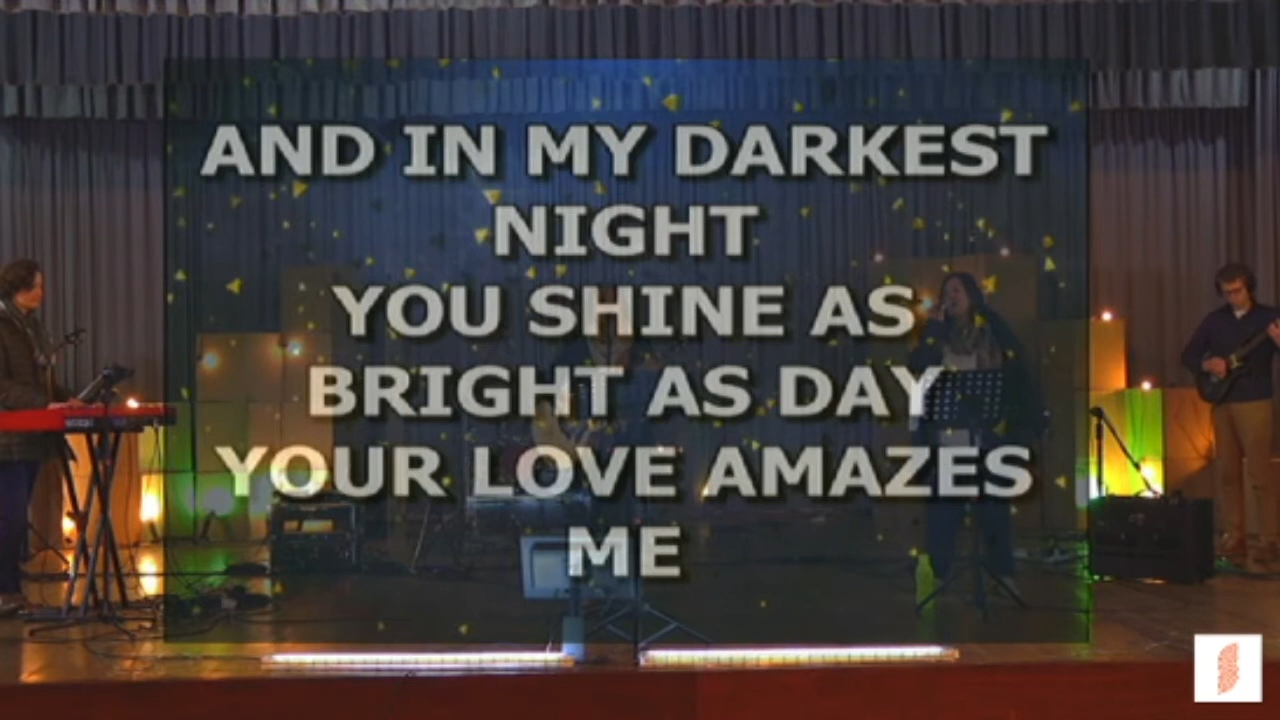 AND IN MY DARKEST
NIGHT
YOU SHINE AS
BRIGHT AS DAY
YOUR LOVE AMAZES
ME